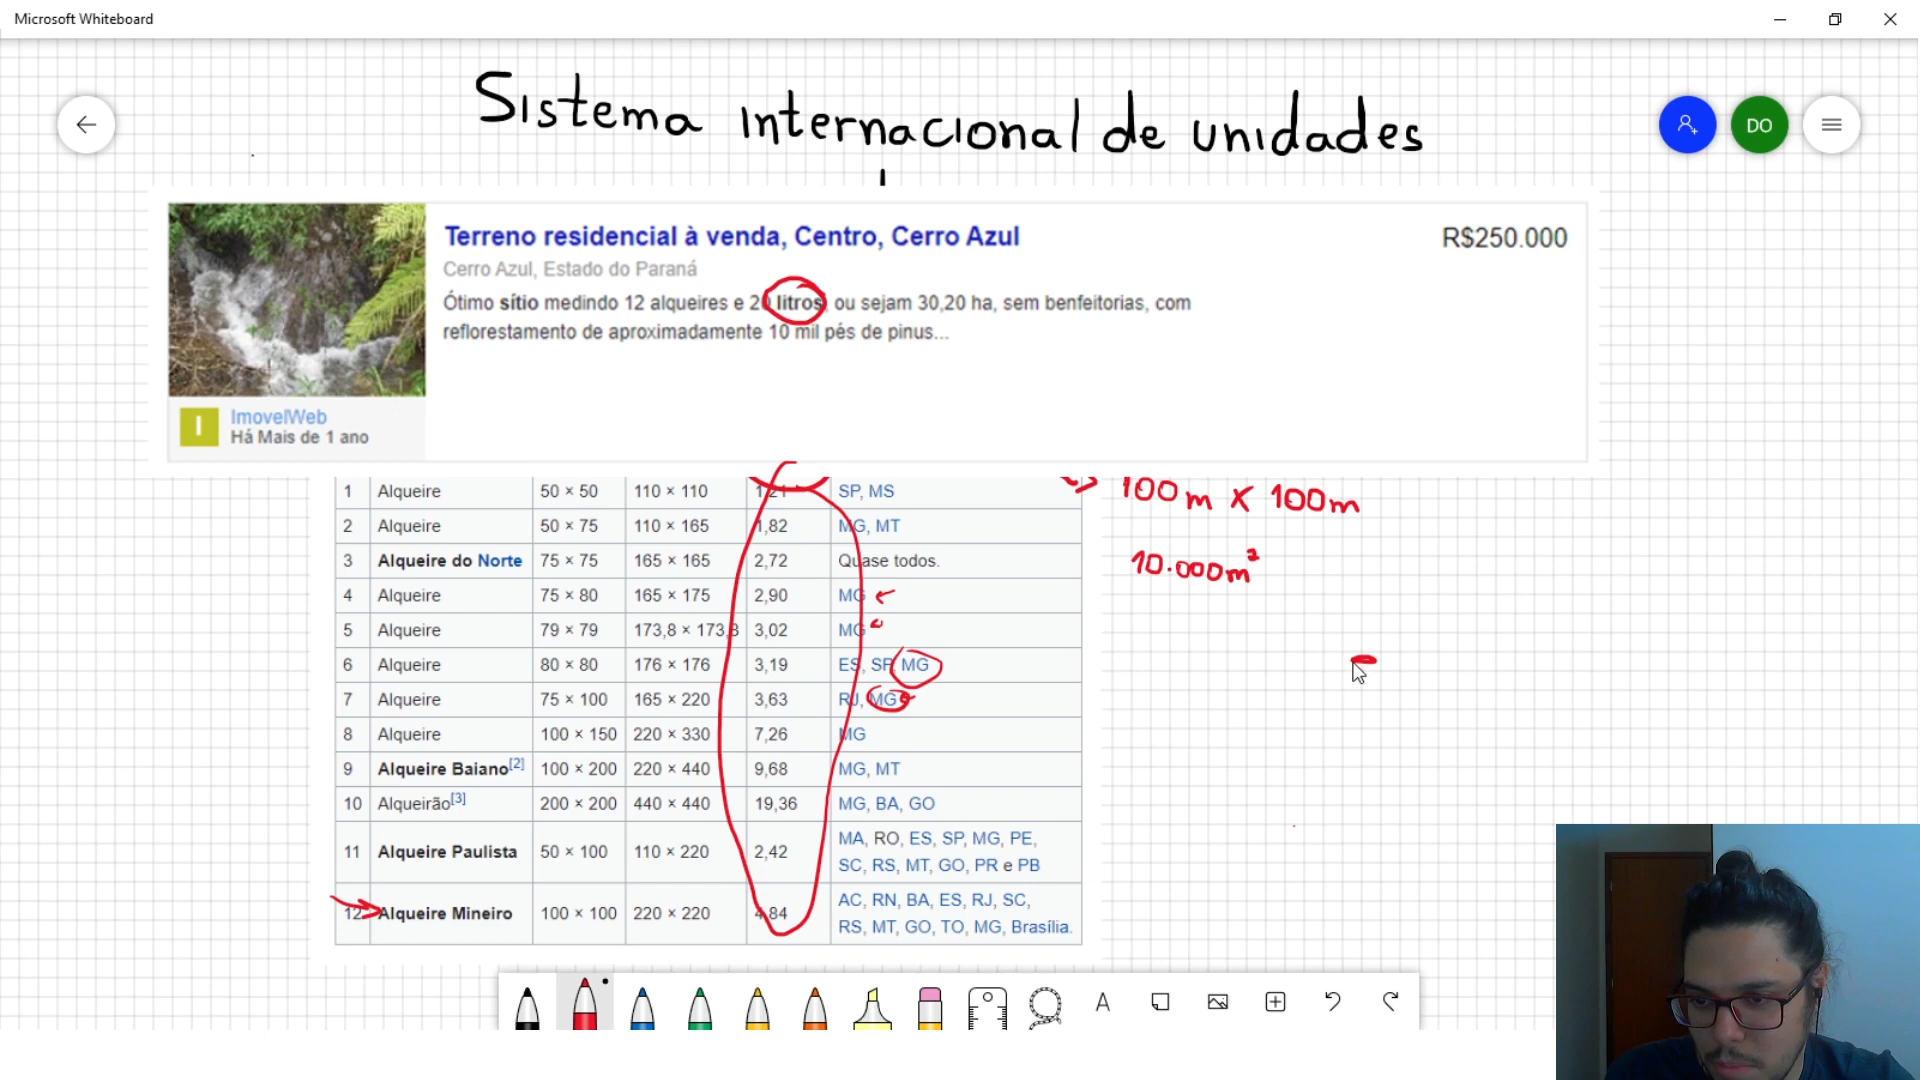 Microsoft Whiteboard
Sistema internacional de unidades
DO
Terreno residencial à venda, Centro, Cerro Azul
R$250.000
Cerro Azul, Estado do Paraná
Ótimo sítio medindo 12 alqueires e 20 litros, ou sejam 30,20 ha, sem benfeitorias, com
reflorestamento de aproximadamente 10 mil pés de pinus...
I
ImovelWeb
Há Mais de 1 ano
1 Alqueire 50 × 50 110 × 110 1,21 SP, MS
100m X 100m
2 Alqueire 50 × 75 110 × 165 1,82 MG, MT
3 Alqueire do Norte 75 × 75 165 × 165 2,72 Quase todos.
10.000m²
4 Alqueire 75 × 80 165 × 175 2,90 MG
5 Alqueire 79 × 79 173,8 × 173,8 3,02 MG
6 Alqueire 80 × 80 176 × 176 3,19 ES, SP, MG
7 Alqueire 75 × 100 165 × 220 3,63 RJ, MG
8 Alqueire 100 × 150 220 × 330 7,26 MG
9 Alqueire Baiano[2] 100 × 200 220 × 440 9,68 MG, MT
10 Alqueirão[3] 200 × 200 440 × 440 19,36 MG, BA, GO
11 Alqueire Paulista 50 × 100 110 × 220 2,42 MA, RO, ES, SP, MG, PE,
SC, RS, MT, GO, PR e PB
12 Alqueire Mineiro 100 × 100 220 × 220 4,84 AC, RN, BA, ES, RJ, SC,
RS, MT, GO, TO, MG, Brasília.